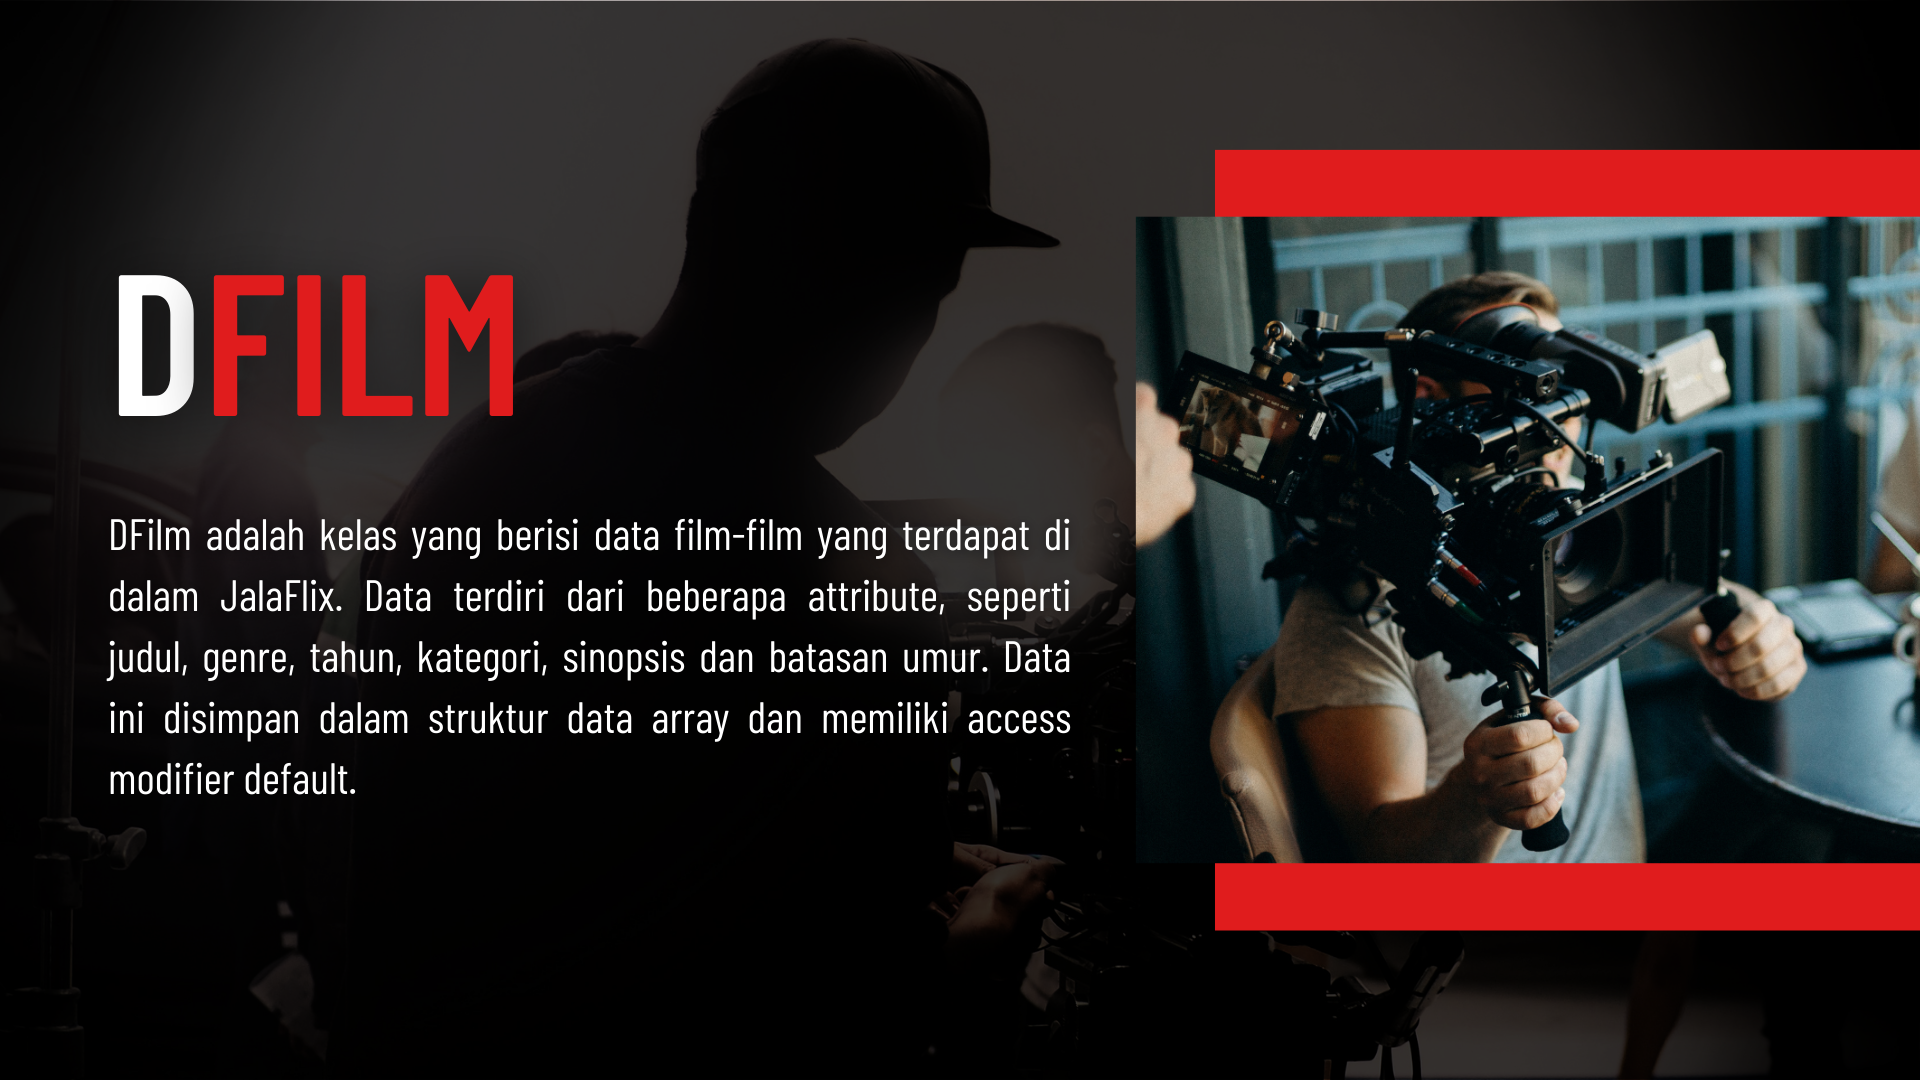 DFILM
DFilm adalah kelas yang berisi data film-film yang terdapat di
dalam JalaFlix. Data terdiri dari beberapa attribute, seperti
judul, genre, tahun, kategori, sinopsis dan batasan umur. Data
ini disimpan dalam struktur data array dan memiliki access
modifier default.